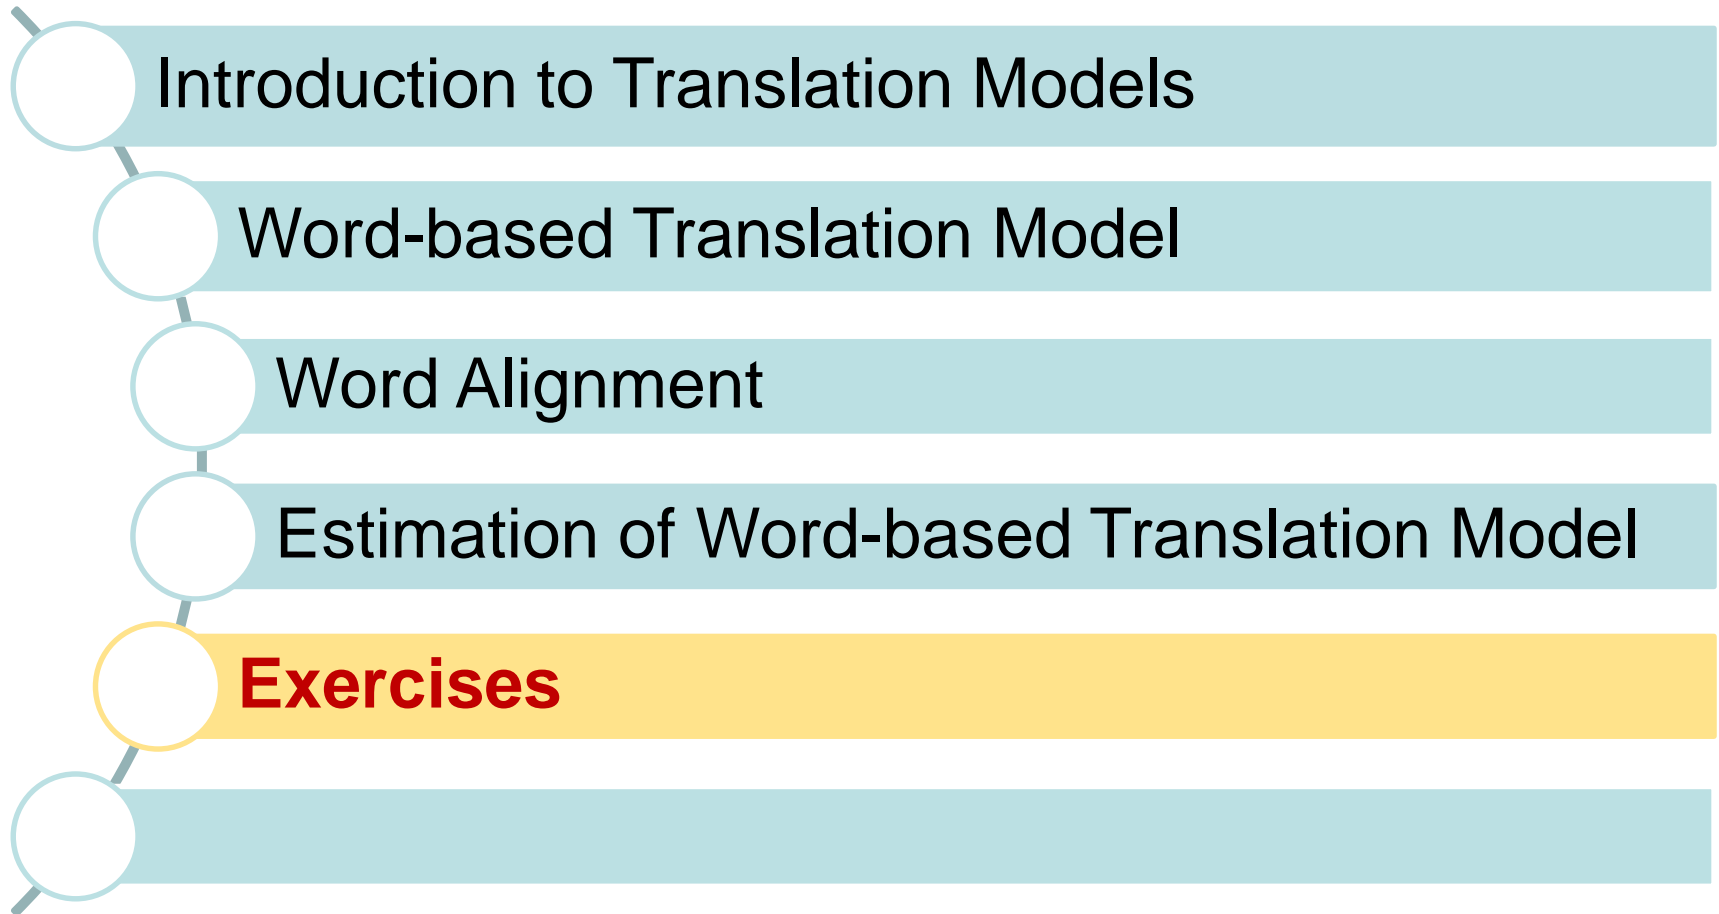 Introduction to Translation Models
Word-based Translation Model
Word Alignment
Estimation of Word-based Translation Model
Exercises